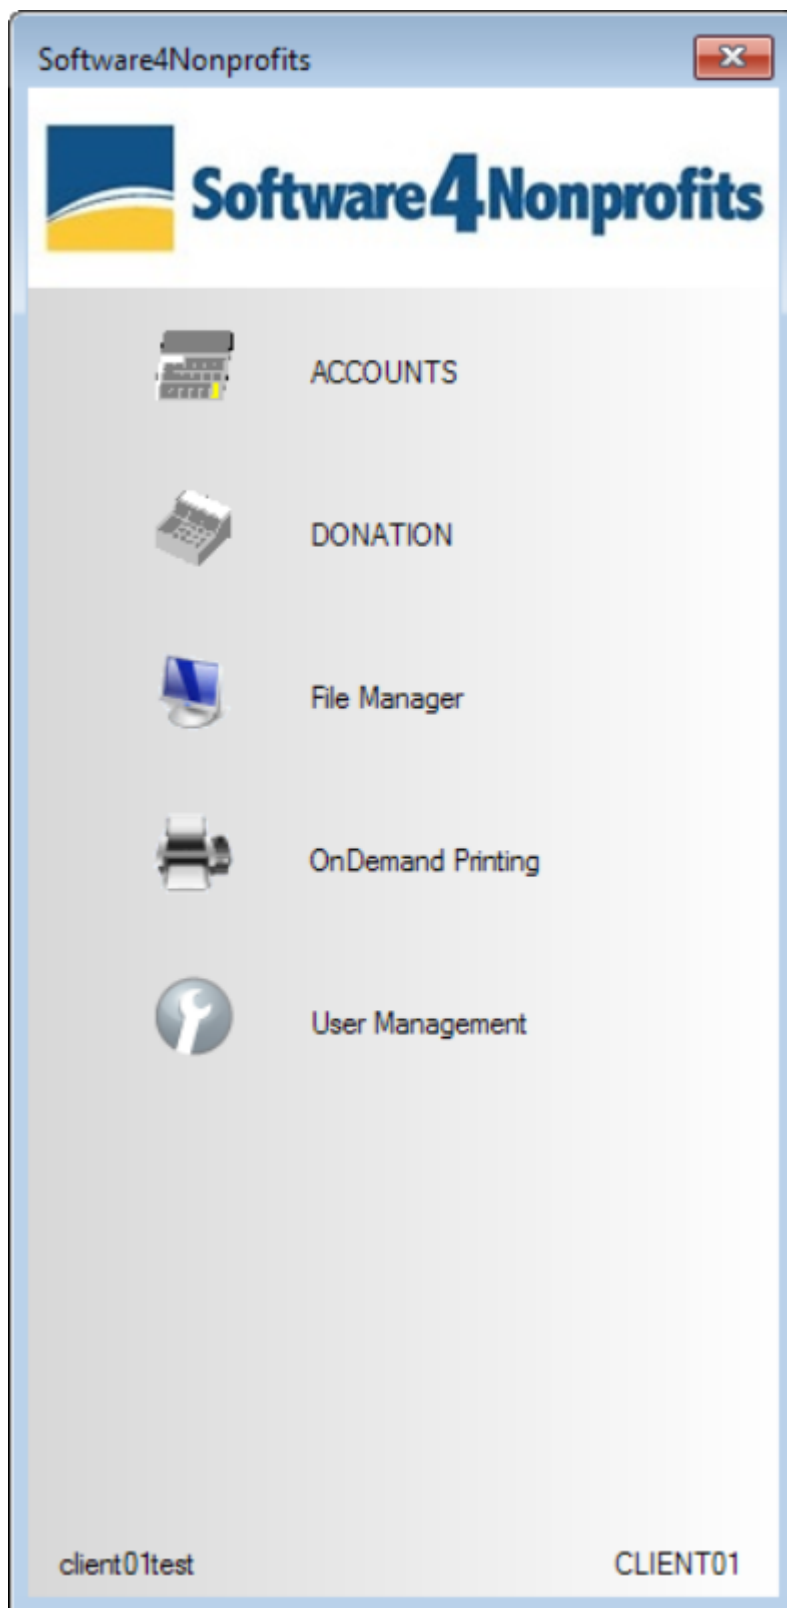 Software4Nonprofits
Software4Nonprofits
ACCOUNTS
DONATION
File Manager
OnDemand Printing
User Management
client01test CLIENT01